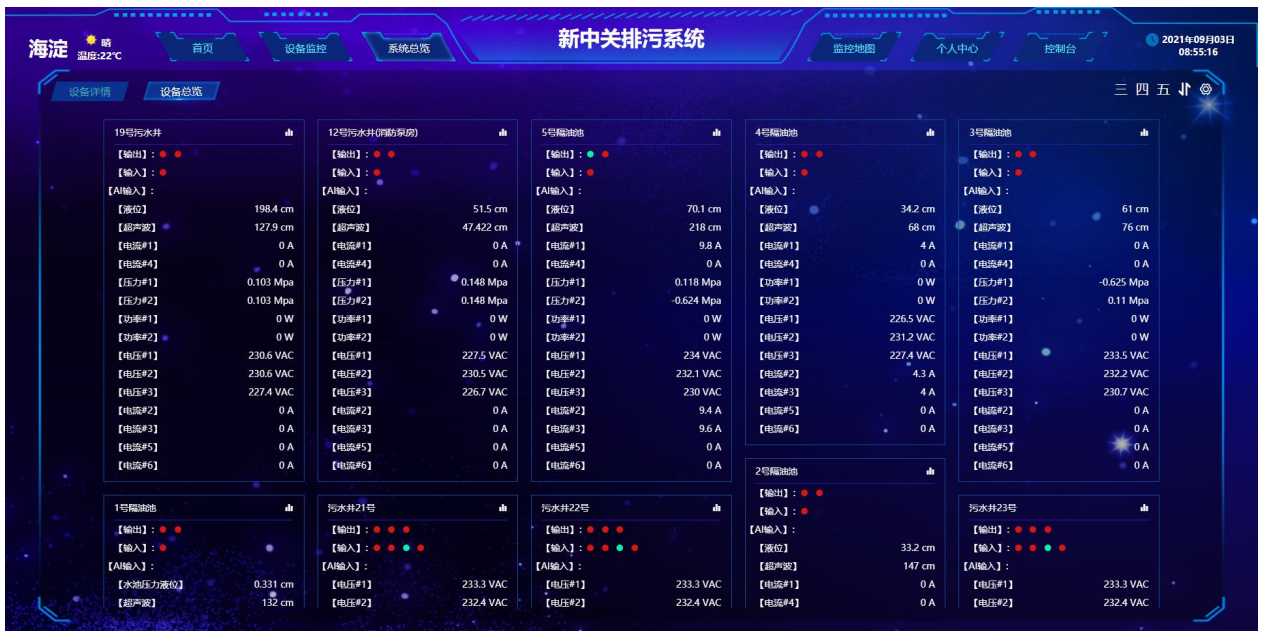 海淀
晴
温度:22℃
首页
设备监控
系统总览
新中关排污系统
监控地图
个人中心
控制台
2021年09月03日
08:55:16
设备详情
设备总览
三 四 五
19号污水井
【输出】:
【输入】:
【AI输入】:
【液位】 198.4 cm
【超声波】 127.9 cm
【电流#1】 0 A
【电流#4】 0 A
【压力#1】 0.103 Mpa
【压力#2】 0.103 Mpa
【功率#1】 0 W
【功率#2】 0 W
【电压#1】 230.6 VAC
【电压#2】 230.6 VAC
【电压#3】 227.4 VAC
【电流#2】 0 A
【电流#3】 0 A
【电流#5】 0 A
【电流#6】 0 A
12号污水井(消防泵房)
【输出】:
【输入】:
【AI输入】:
【液位】 51.5 cm
【超声波】 47.422 cm
【电流#1】 0 A
【电流#4】 0 A
【压力#1】 0.148 Mpa
【压力#2】 0.148 Mpa
【功率#1】 0 W
【功率#2】 0 W
【电压#1】 227.5 VAC
【电压#2】 230.5 VAC
【电压#3】 226.7 VAC
【电流#2】 0 A
【电流#3】 0 A
【电流#5】 0 A
【电流#6】 0 A
5号隔油池
【输出】:
【输入】:
【AI输入】:
【液位】 70.1 cm
【超声波】 218 cm
【电流#1】 9.8 A
【电流#4】 0 A
【压力#1】 0.118 Mpa
【压力#2】 -0.624 Mpa
【功率#1】 0 W
【功率#2】 0 W
【电压#1】 234 VAC
【电压#2】 232.1 VAC
【电压#3】 230 VAC
【电流#2】 9.4 A
【电流#3】 9.6 A
【电流#5】 0 A
【电流#6】 0 A
4号隔油池
【输出】:
【输入】:
【AI输入】:
【液位】 34.2 cm
【超声波】 68 cm
【电流#1】 4 A
【电流#4】 0 A
【功率#1】 0 W
【功率#2】 0 W
【电压#1】 226.5 VAC
【电压#2】 231.2 VAC
【电压#3】 227.4 VAC
【电流#2】 4.3 A
【电流#3】 4 A
【电流#5】 0 A
【电流#6】 0 A
3号隔油池
【输出】:
【输入】:
【AI输入】:
【液位】 61 cm
【超声波】 76 cm
【电流#1】 0 A
【电流#4】 0 A
【压力#1】 -0.625 Mpa
【压力#2】 0.11 Mpa
【功率#1】 0 W
【功率#2】 0 W
【电压#1】 233.5 VAC
【电压#2】 232.2 VAC
【电压#3】 230.7 VAC
【电流#2】 0 A
【电流#3】 0 A
【电流#5】 0 A
【电流#6】 0 A
1号隔油池
【输出】:
【输入】:
【AI输入】:
【水池压力液位】 0.331 cm
【超声波】 132 cm
污水井21号
【输出】:
【输入】:
【AI输入】:
【电压#1】 233.3 VAC
【电压#2】 232.4 VAC
污水井22号
【输出】:
【输入】:
【AI输入】:
【电压#1】 233.3 VAC
【电压#2】 232.4 VAC
2号隔油池
【输出】:
【输入】:
【AI输入】:
【液位】 33.2 cm
【超声波】 147 cm
【电流#1】 0 A
【电流#4】 0 A
污水井23号
【输出】:
【输入】:
【AI输入】:
【电压#1】 233.3 VAC
【电压#2】 232.4 VAC